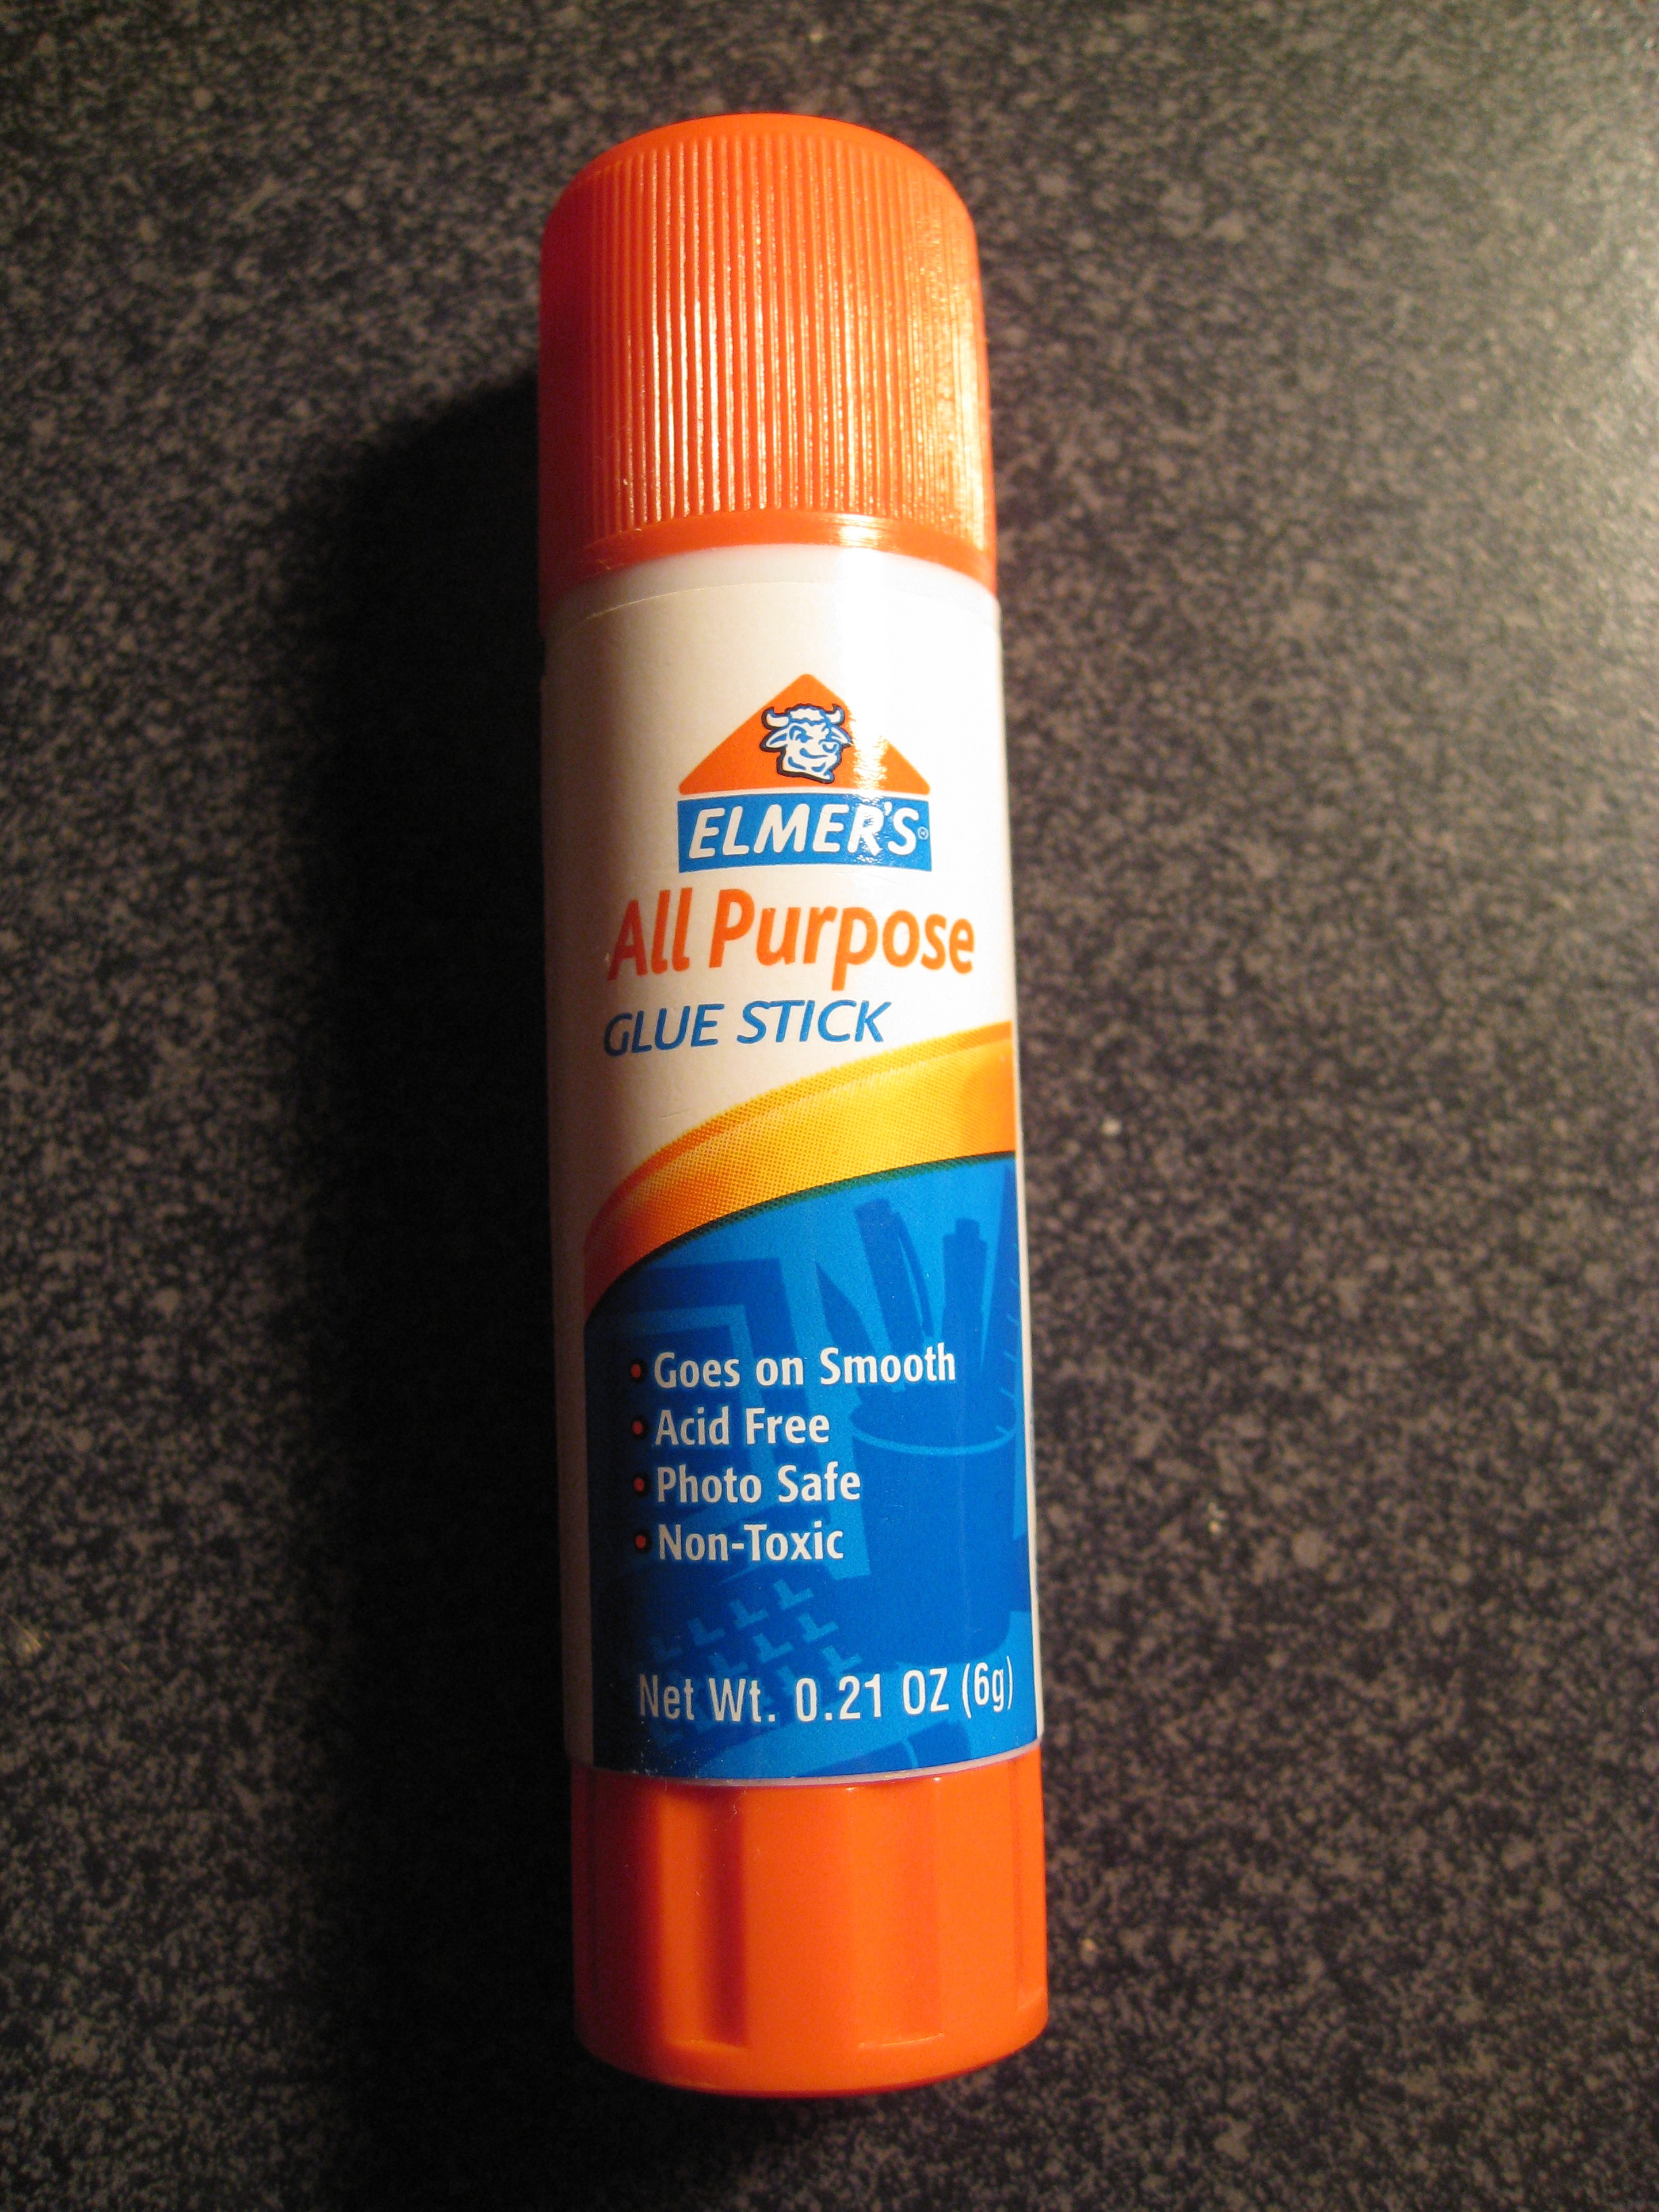 ELMER'S
All Purpose
GLUE STICK
• Goes on Smooth
• Acid Free
• Photo Safe
• Non-Toxic
Net Wt. 0.21 OZ (6g)